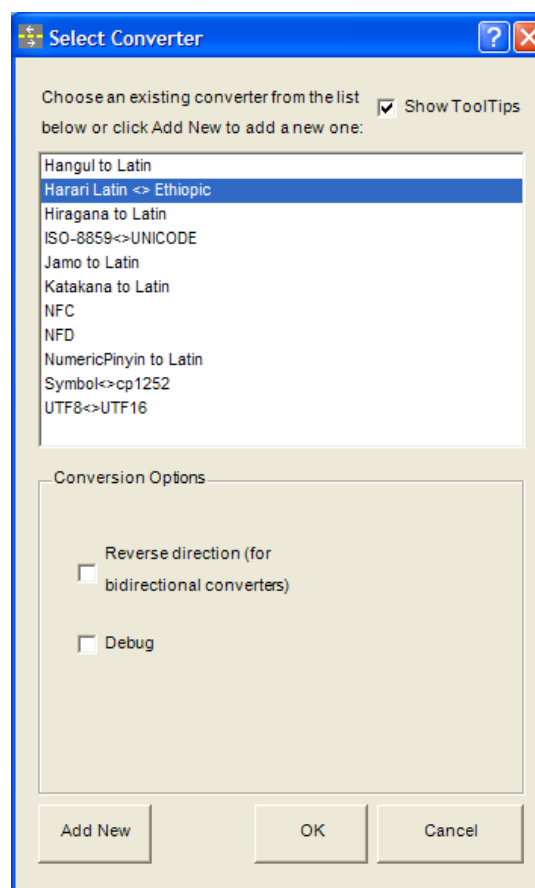 Select Converter
Choose an existing converter from the list
below or click Add New to add a new one:
Show ToolTips
Hangul to Latin
Harari Latin <> Ethiopic
Hiragana to Latin
ISO-8859<>UNICODE
Jamo to Latin
Katakana to Latin
NFC
NFD
NumericPinyin to Latin
Symbol<>cp1252
UTF8<>UTF16
Conversion Options
Reverse direction (for
bidirectional converters)
Debug
Add New
OK
Cancel